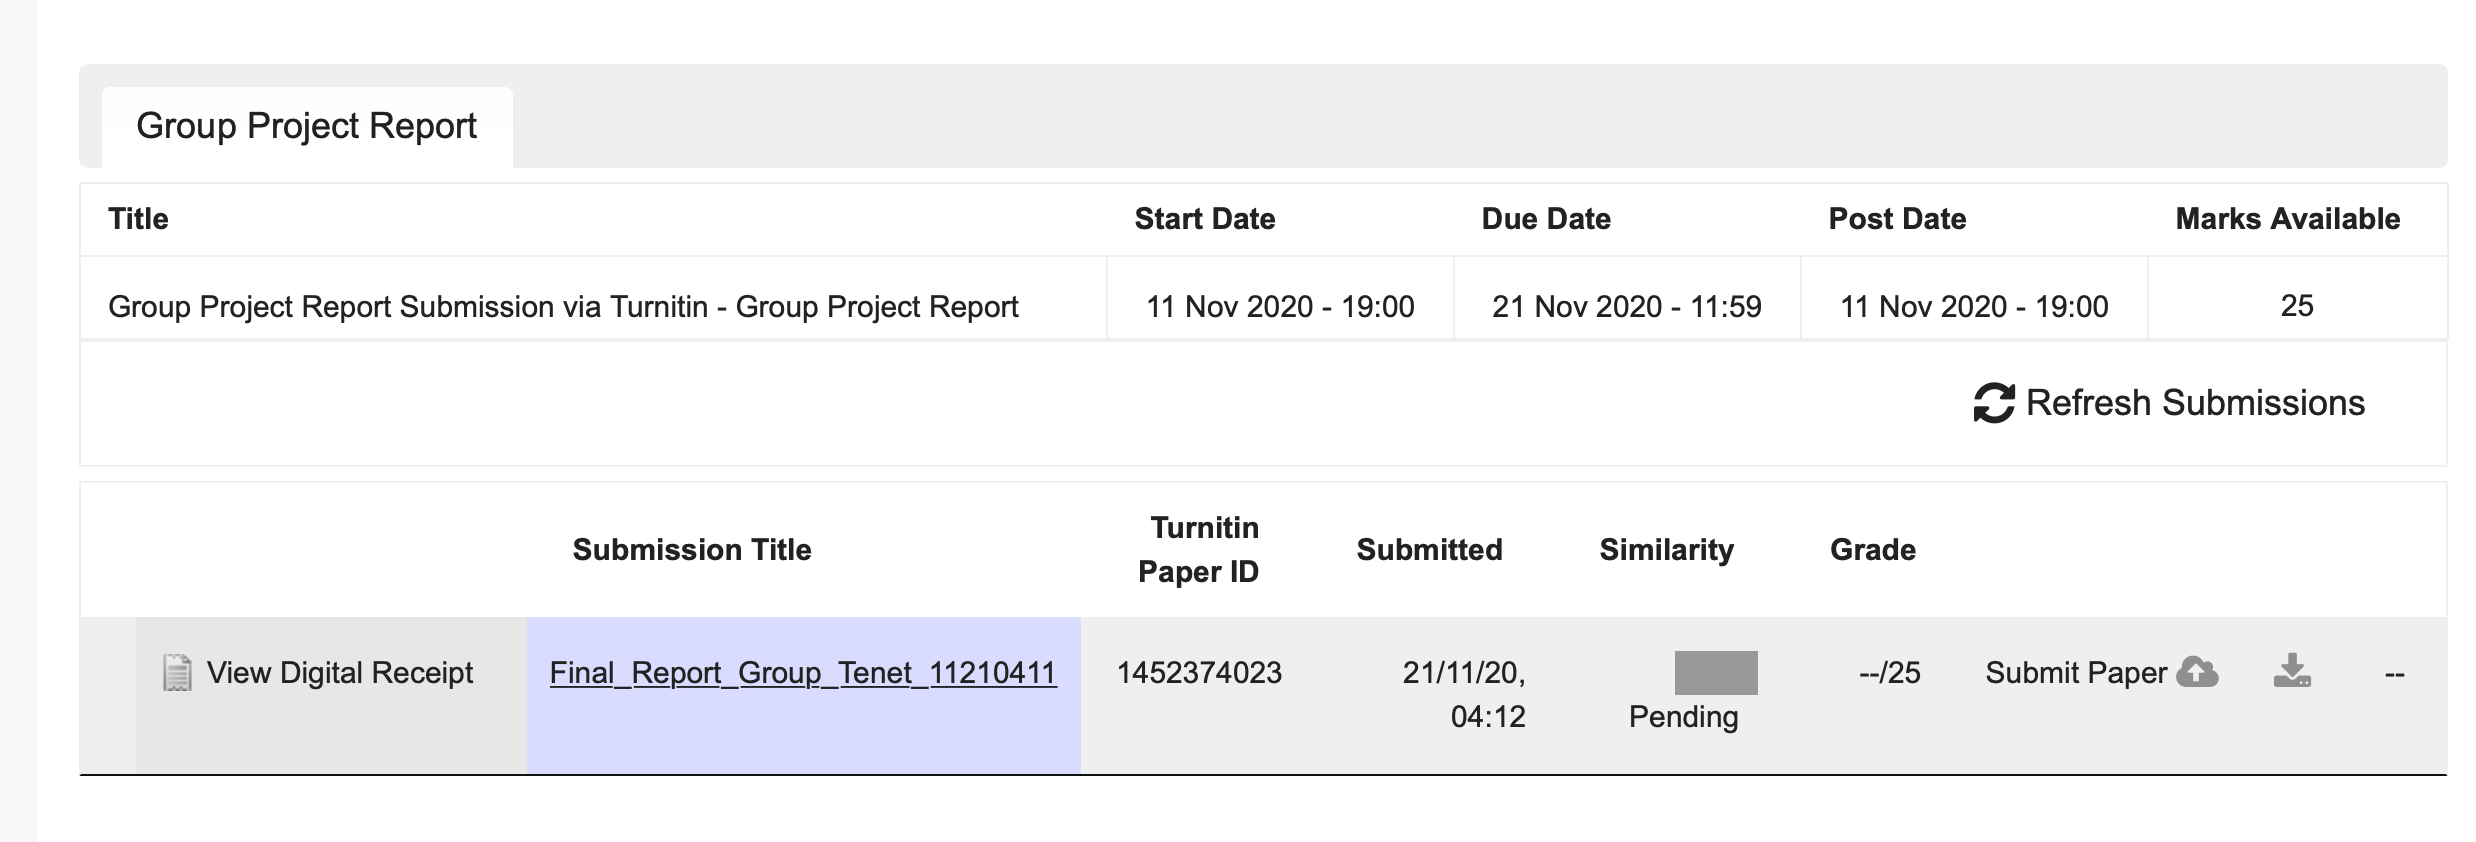 Group Project Report
Title Start Date Due Date Post Date Marks Available
Group Project Report Submission via Turnitin - Group Project Report 11 Nov 2020 - 19:00 21 Nov 2020 - 11:59 11 Nov 2020 - 19:00 25
Refresh Submissions
Submission Title Turnitin Paper ID Submitted Similarity Grade
View Digital Receipt Final_Report_Group_Tenet_11210411 1452374023 21/11/20, 04:12 Pending --/25 Submit Paper --